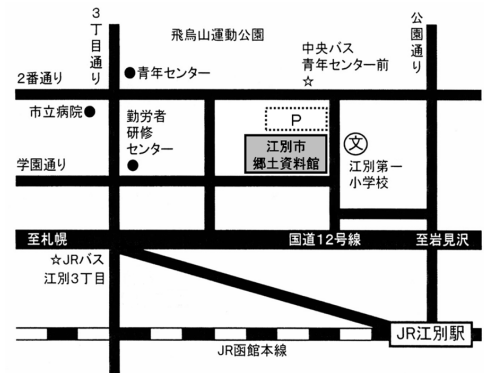 3丁目通り
飛烏山運動公園
公園通り
中央バス
青年センター前
☆
2番通り
●青年センター
市立病院●
勤労者
研修
センター
●
P
江別市
郷土資料館
文
江別第一
小学校
学園通り
至札幌
国道12号線
至岩見沢
☆JRバス
江別3丁目
JR江別駅
JR函館本線